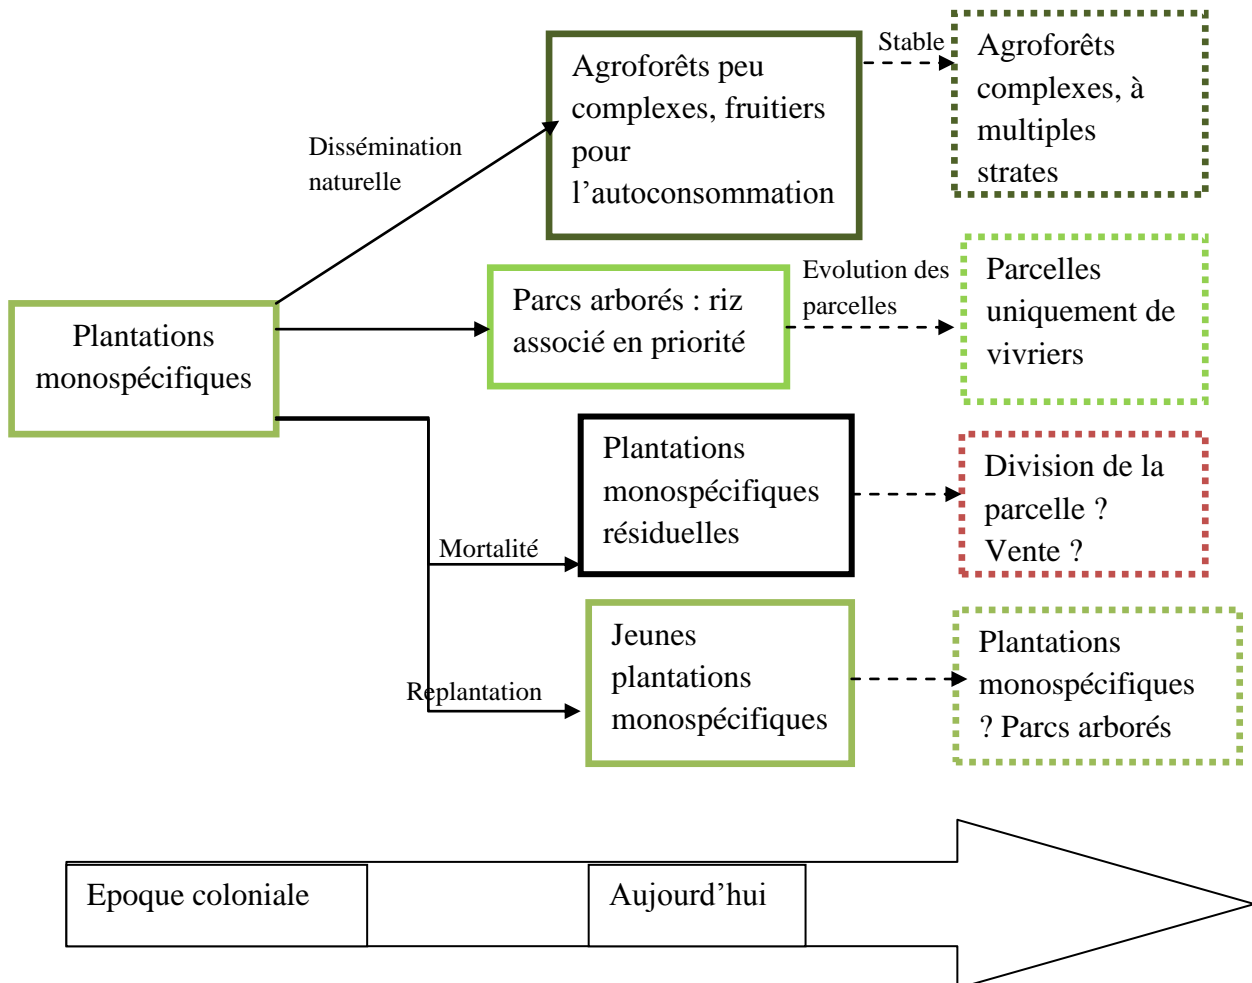 Stable
Agroforêts peu
complexes, fruitiers
pour
l’autoconsommation
Agroforêts
complexes, à
multiples
strates
Dissémination
naturelle
Plantations
monospécifiques
Parcs arborés : riz
associé en priorité
Evolution des
parcelles
Parcelles
uniquement de
vivriers
Plantations
monospécifiques
résiduelles
Division de la
parcelle ?
Vente ?
Mortalité
Jeunes
plantations
monospécifiques
Plantations
monospécifiques
? Parcs arborés
Replantation
Epoque coloniale
Aujourd’hui